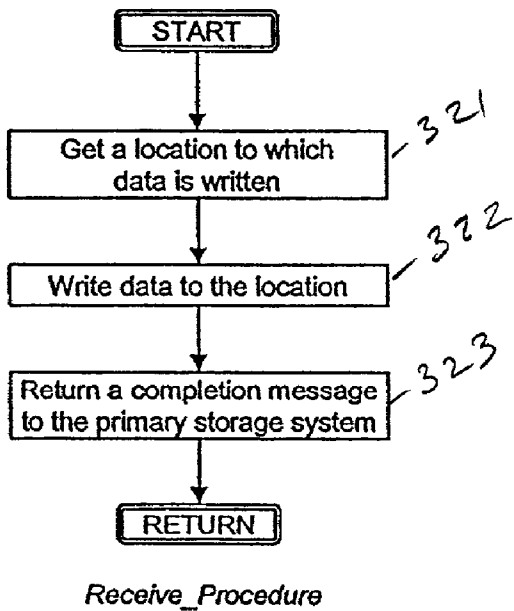 START
Get a location to which
data is written
321
Write data to the location
322
Return a completion message
to the primary storage system
323
RETURN
Receive_Procedure